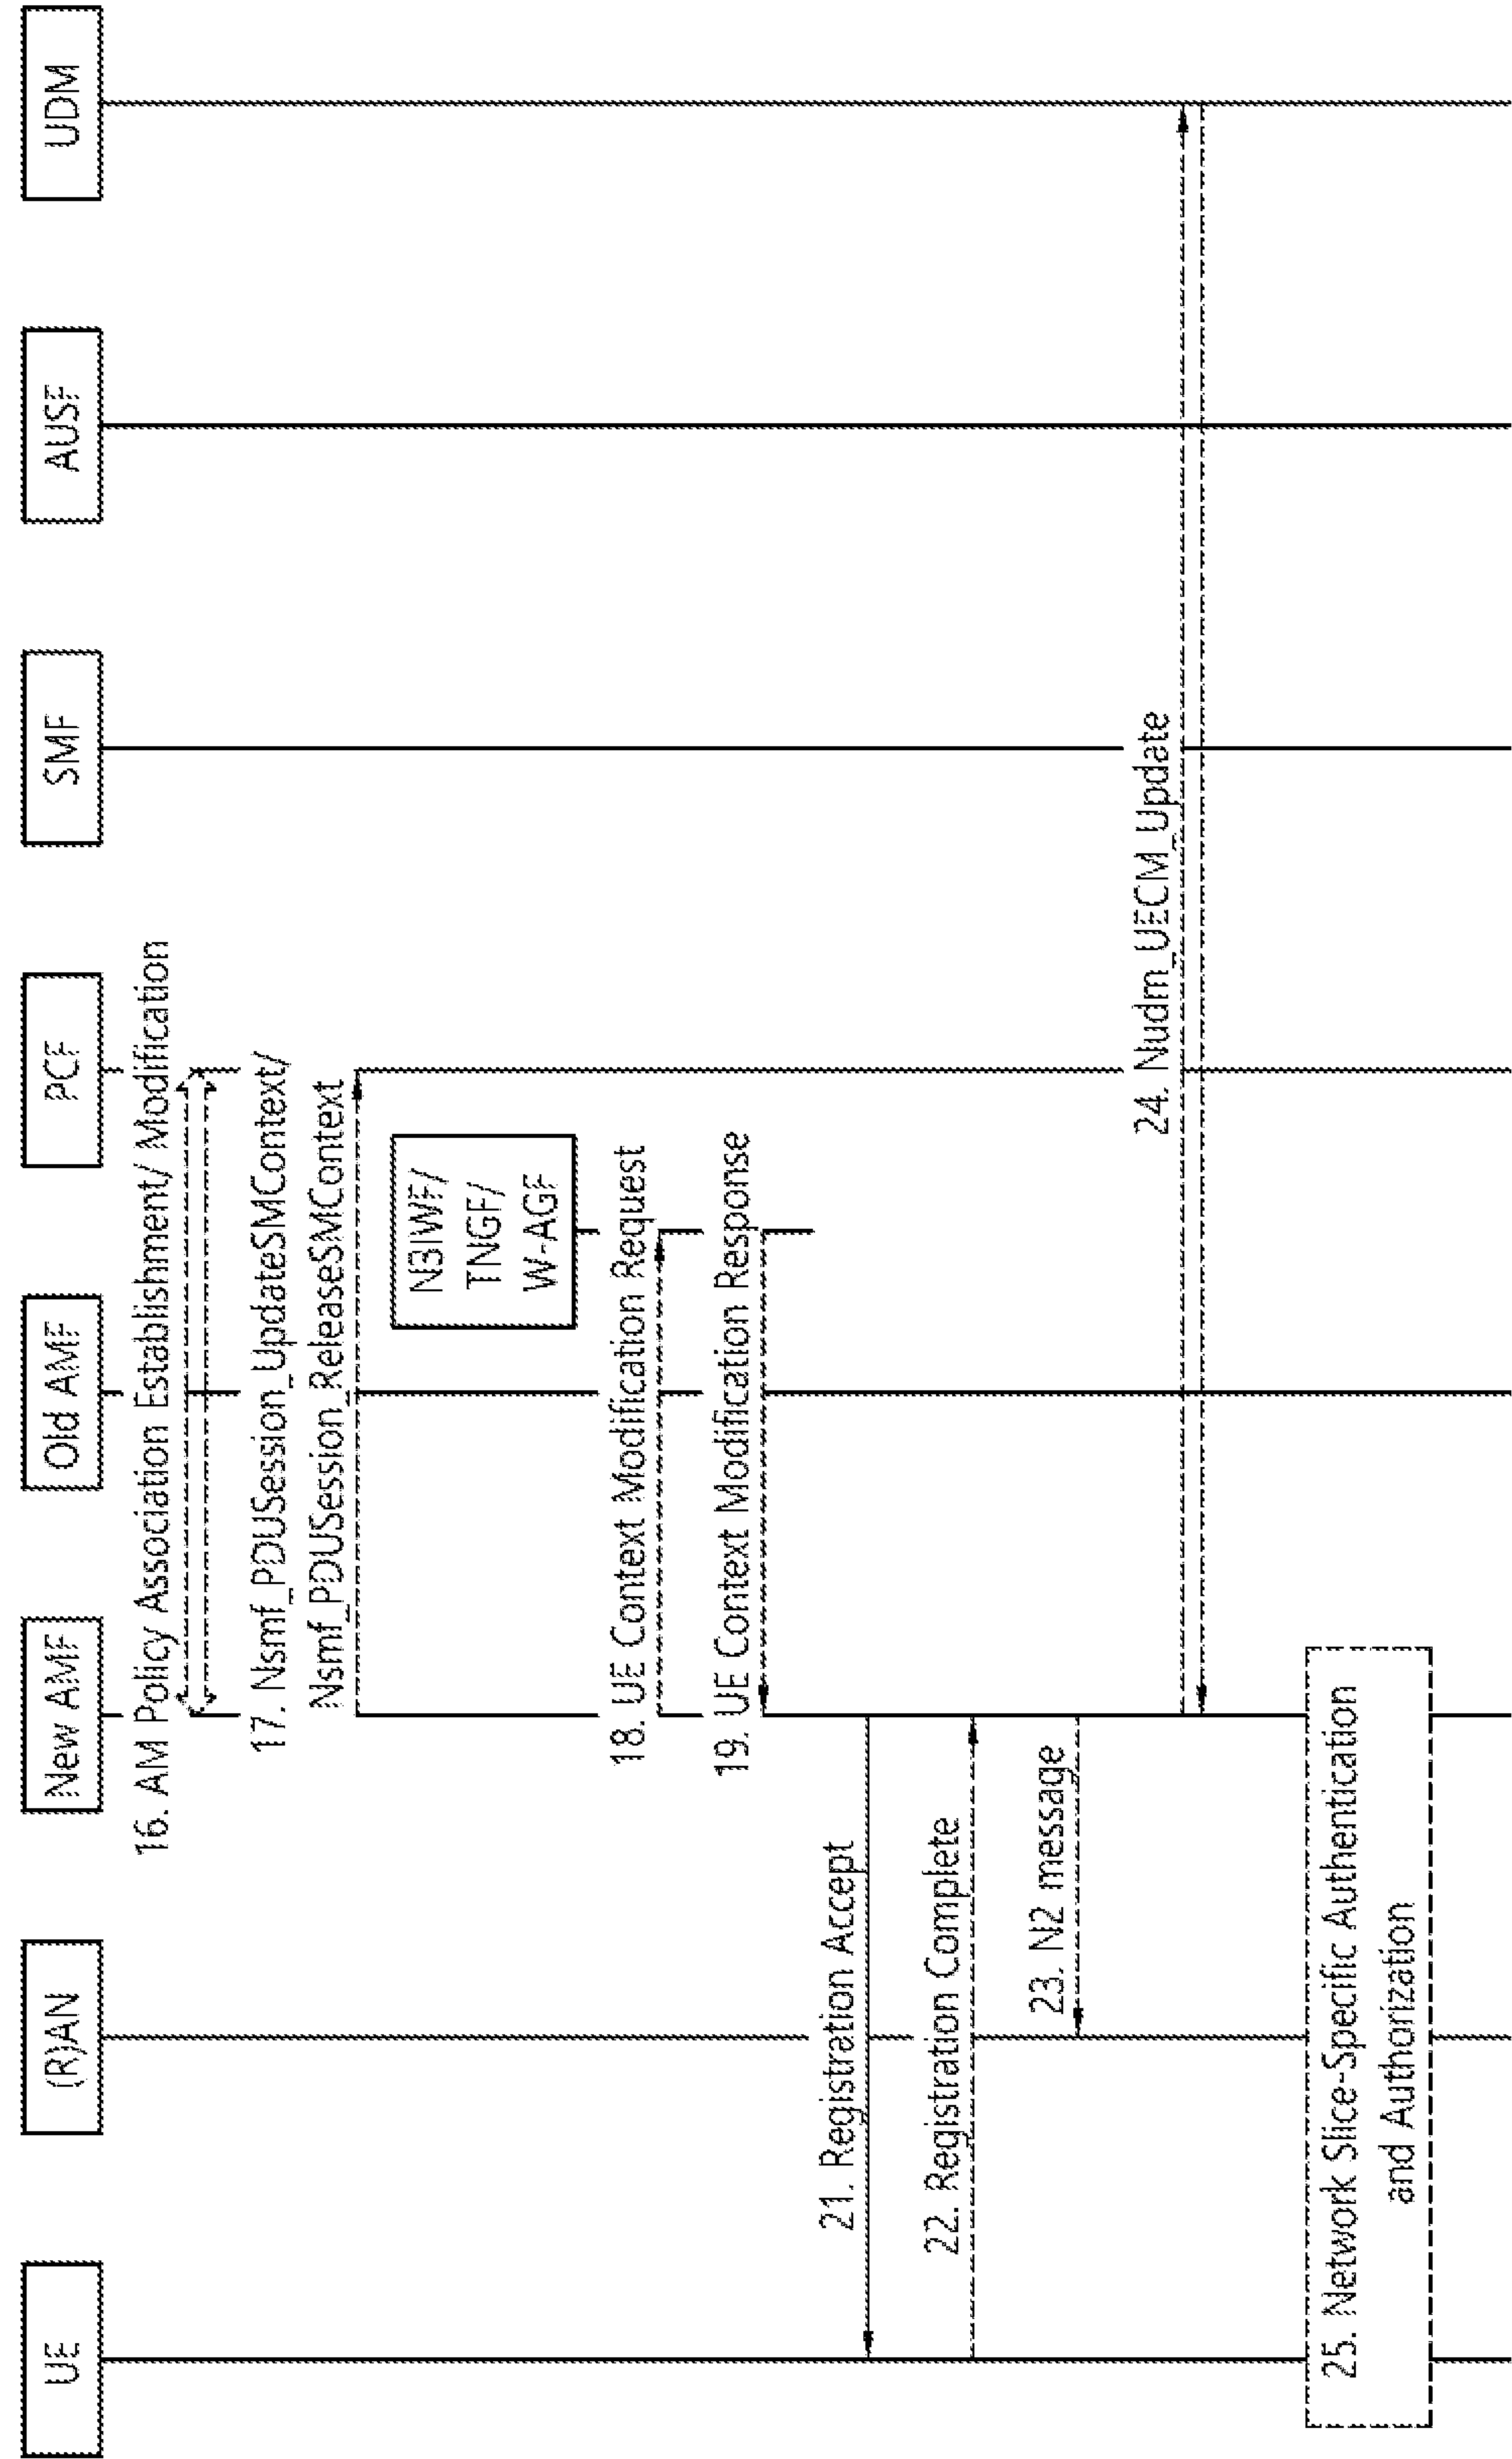 UE
(R)AN
New AMF
Old AMF
PCF
SMF
AUSF
UDM
16. AM Policy Association Establishment/ Modification
17. Nsmf_PDUSession_UpdateSMContext/
Nsmf_PDUSession_ReleaseSMContext
N3IWF/
TNGF/
W-AGF
18. UE Context Modification Request
19. UE Context Modification Response
21. Registration Accept
22. Registration Complete
23. N2 message
24. Nudm_UECM_Update
25. Network Slice-Specific Authentication
and Authorization